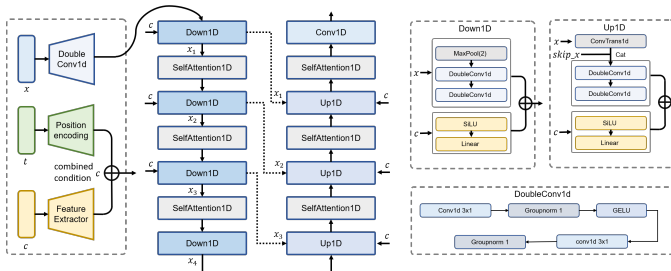 Double
Conv1d
x
Position
encoding
t
combined
condition
c
Feature
Extractor
c
c
Down1D
x₁
SelfAttention1D
c
Down1D
x₂
SelfAttention1D
c
Down1D
x₃
SelfAttention1D
Down1D
x₄
Conv1D
SelfAttention1D
x₁
Up1D
c
SelfAttention1D
x₂
Up1D
c
SelfAttention1D
x₃
Up1D
c
Down1D
MaxPool(2)
x
DoubleConv1d
DoubleConv1d
c
SiLU
Linear
Up1D
x
ConvTrans1d
skip_x
Cat
DoubleConv1d
DoubleConv1d
c
SiLU
Linear
DoubleConv1d
Conv1d 3x1
Groupnorm 1
GELU
Groupnorm 1
conv1d 3x1